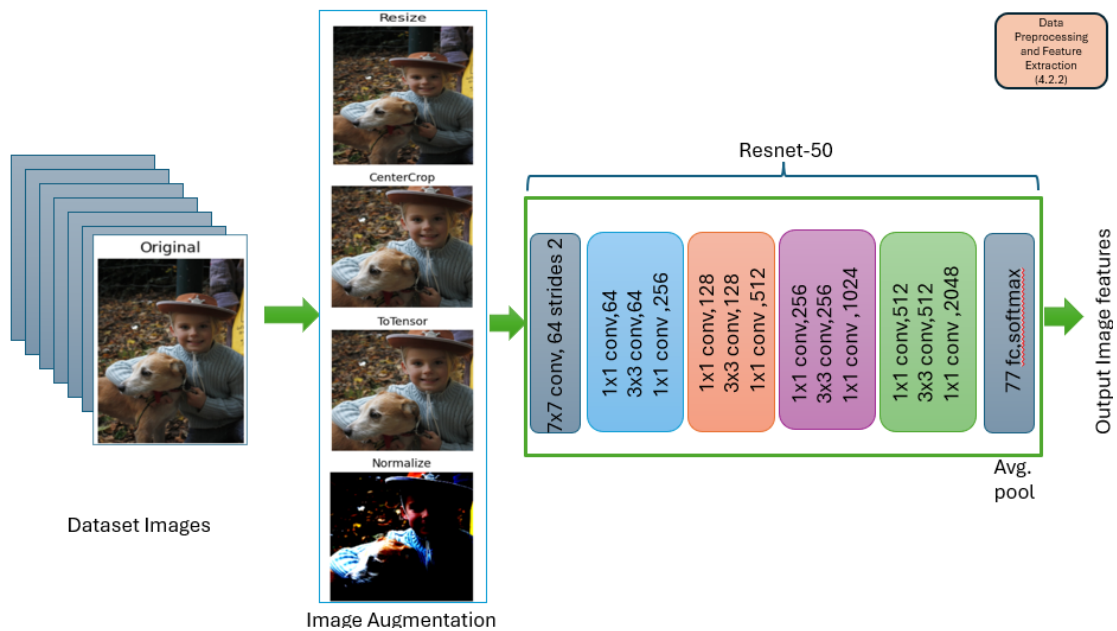 Data
Preprocessing
and Feature
Extraction
(4.2.2)
Original
Dataset Images
Resize
CenterCrop
ToTensor
Normalize
Image Augmentation
Resnet-50
7x7 conv, 64 strides 2
1x1 conv,64
3x3 conv,64
1x1 conv ,256
1x1 conv,128
3x3 conv,128
1x1 conv ,512
1x1 conv,256
3x3 conv,256
1x1 conv ,1024
1x1 conv,512
3x3 conv,512
1x1 conv ,2048
77 fc,softmax
Avg.
pool
Output Image features